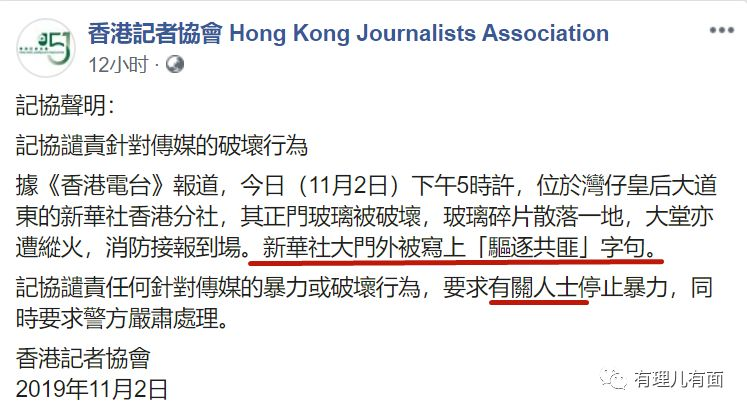 香港記者協會 Hong Kong Journalists Association
12小时
記協聲明：
記協譴責針對傳媒的破壞行為
據《香港電台》報道，今日（11月2日）下午5時許，位於灣仔皇后大道
東的新華社香港分社，其正門玻璃被破壞，玻璃碎片散落一地，大堂亦
遭縱火，消防接報到場。新華社大門外被寫上「驅逐共匪」字句。
記協譴責任何針對傳媒的暴力或破壞行為，要求有關人士停止暴力，同
時要求警方嚴肅處理。
香港記者協會
2019年11月2日
有理儿有面